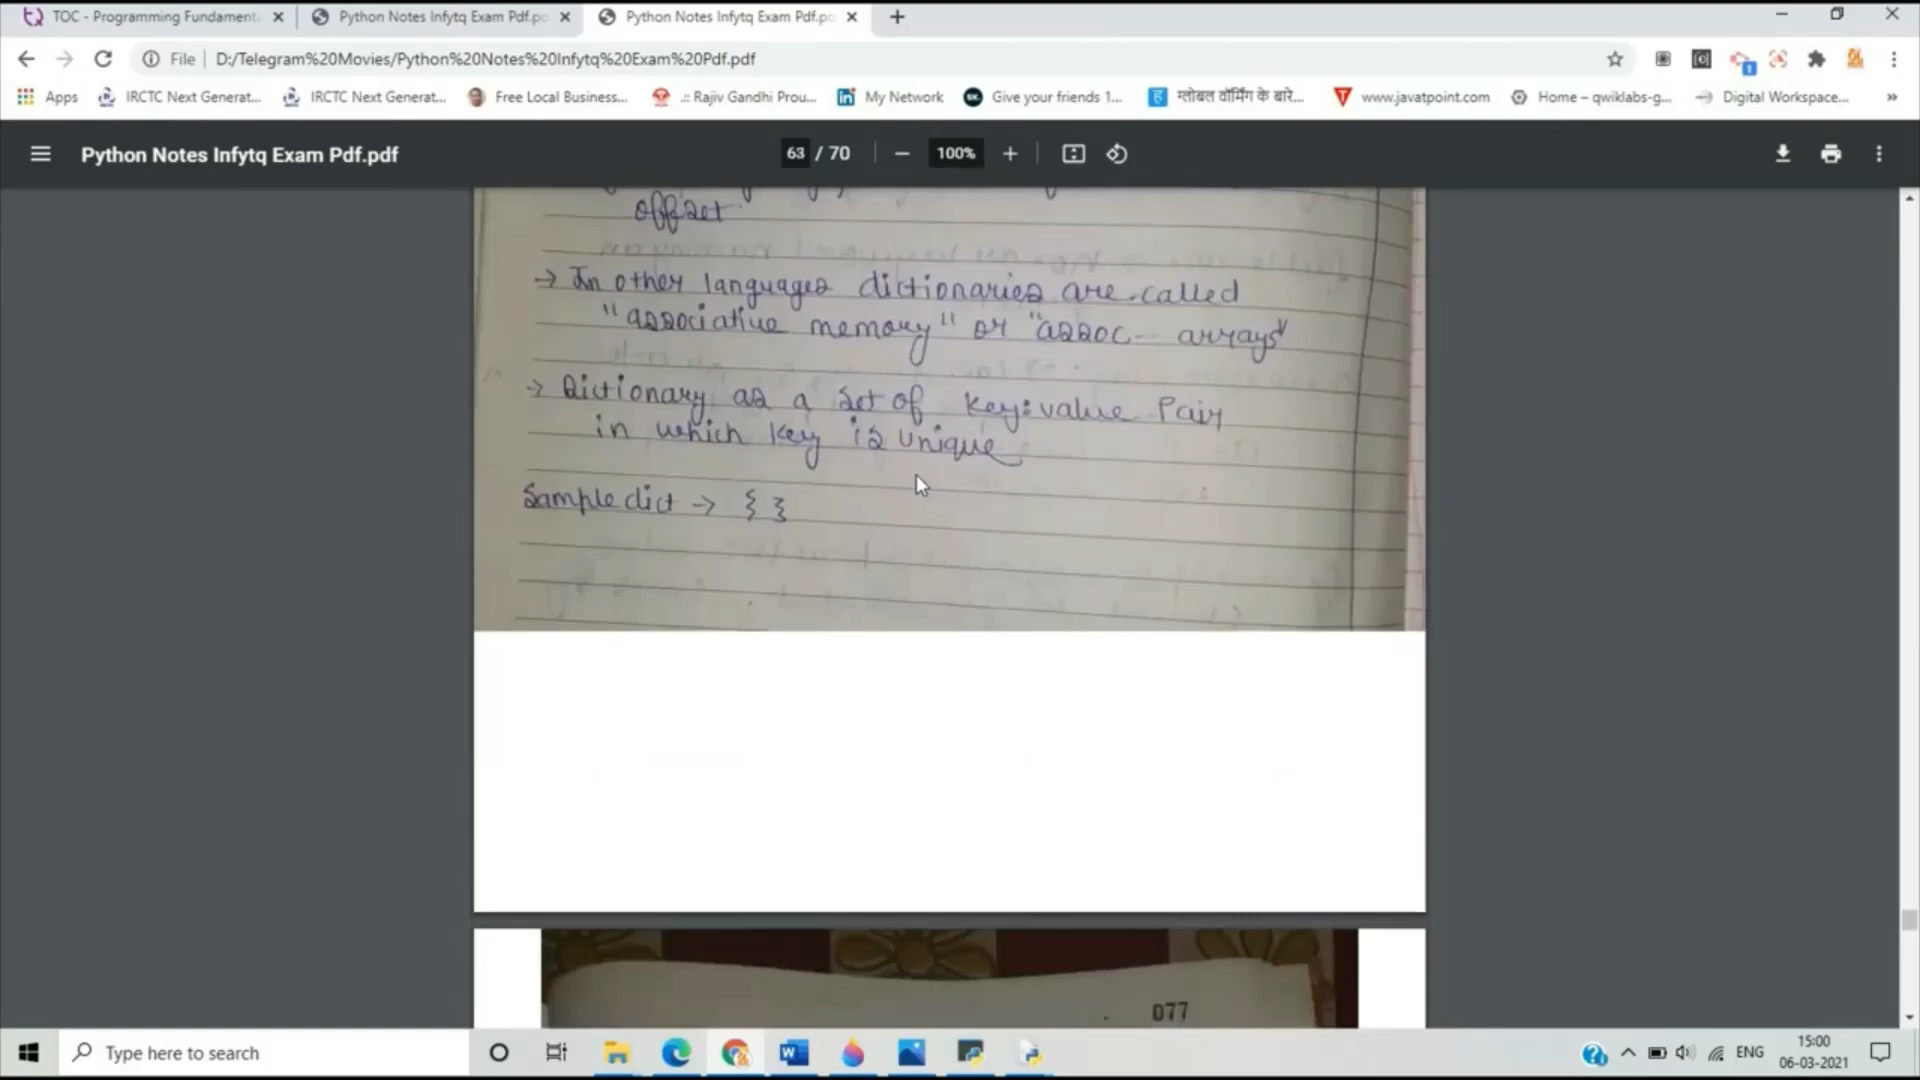 TOC - Programming Fundament
Python Notes Infytq Exam Pdf.pd
Python Notes Infytq Exam Pdf.pd
File | D:/Telegram%20Movies/Python%20Notes%20Infytq%20Exam%20Pdf.pdf
Apps
IRCTC Next Generat...
IRCTC Next Generat...
Free Local Business...
.:: Rajiv Gandhi Prou...
My Network
Give your friends 1...
ग्लोबल वॉर्मिंग के बारे...
www.javatpoint.com
Home – qwiklabs-g...
Digital Workspace...
Python Notes Infytq Exam Pdf.pdf
63 / 70
100%
offset
→ In other languages dictionaries are called
"associative memory" or "assoc-- arrays"
→ Dictionary as a set of key:value Pair
in which key is unique
Sample dict → { }
077
Type here to search
ENG
15:00
06-03-2021